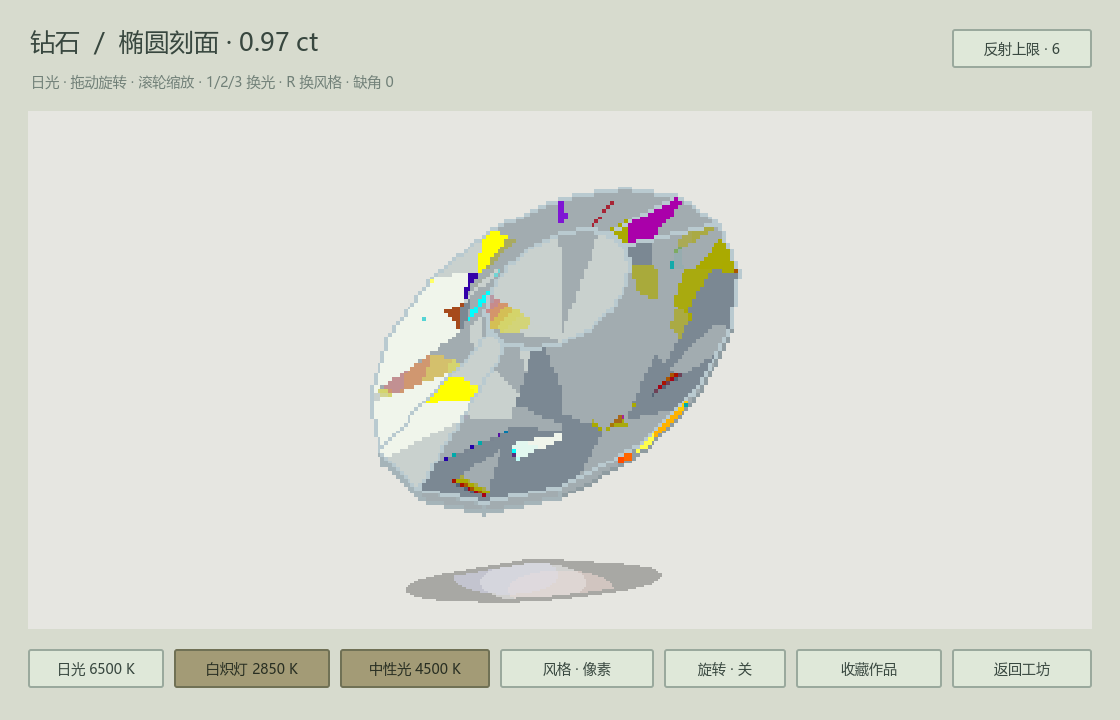 钻石 / 椭圆刻面 · 0.97 ct
反射上限 · 6
日光 · 拖动旋转 · 滚轮缩放 · 1/2/3 换光 · R 换风格 · 缺角 0
日光 6500 K
白炽灯 2850 K
中性光 4500 K
风格 · 像素
旋转 · 关
收藏作品
返回工坊